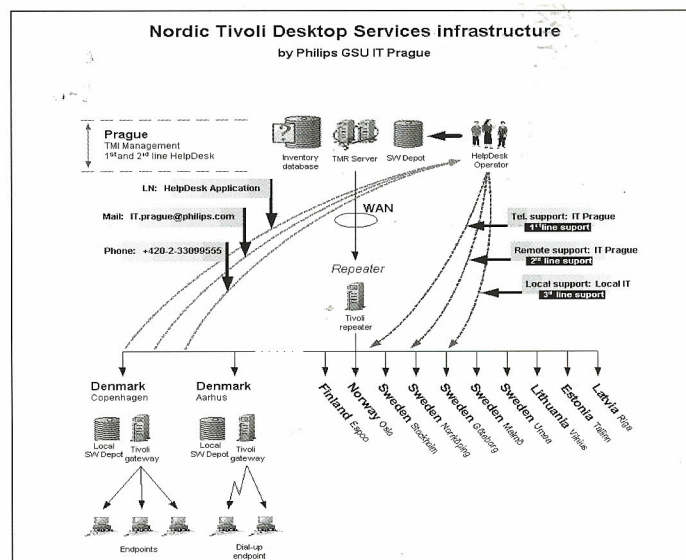 Nordic Tivoli Desktop Services infrastructure
by Philips GSU IT Prague
Prague
TMI Management
1st and 2nd line HelpDesk
Inventory
database
TMR Server
SW Depot
HelpDesk
Operator
LN: HelpDesk Application
Mail: IT.prague@philips.com
Phone: +420-2-33099555
WAN
Tel. support: IT Prague
1st line suport
Remote support: IT Prague
2nd line suport
Local support: Local IT
3rd line suport
Repeater
Tivoli
repeater
Denmark
Copenhagen
Denmark
Aarhus
Finland Espoo
Norway Oslo
Sweden Stockholm
Sweden Norrköping
Sweden Göteborg
Sweden Malmö
Sweden Umea
Lithuania Vilnius
Estonia Tallinn
Latvia Riga
Local
SW Depot
Tivoli
gateway
Local
SW Depot
Tivoli
gateway
Endpoints
Dial-up
endpoint